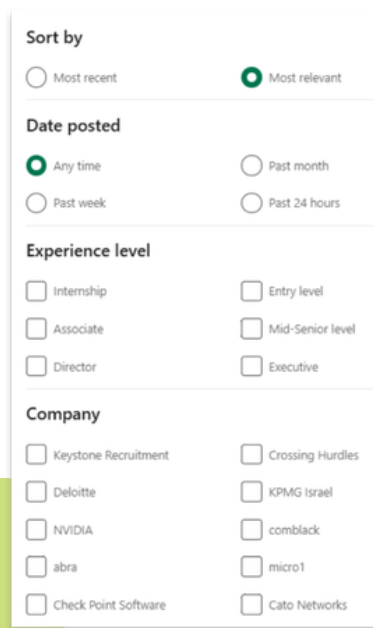 Sort by
Most recent Most relevant
Date posted
Any time Past month
Past week Past 24 hours
Experience level
Internship Entry level
Associate Mid-Senior level
Director Executive
Company
Keystone Recruitment Crossing Hurdles
Deloitte KPMG Israel
NVIDIA comblack
abra micro1
Check Point Software Cato Networks